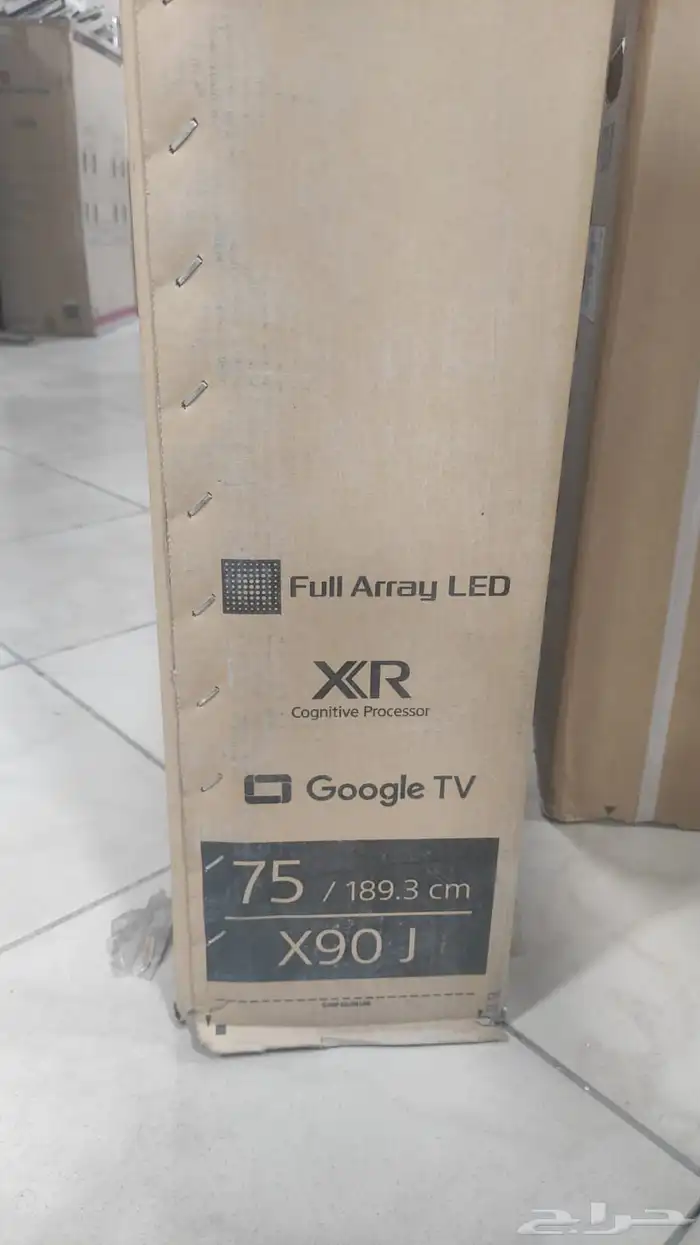 Full Array LED
XR
Cognitive Processor
Google TV
75 / 189.3 cm
X90 J
حراج